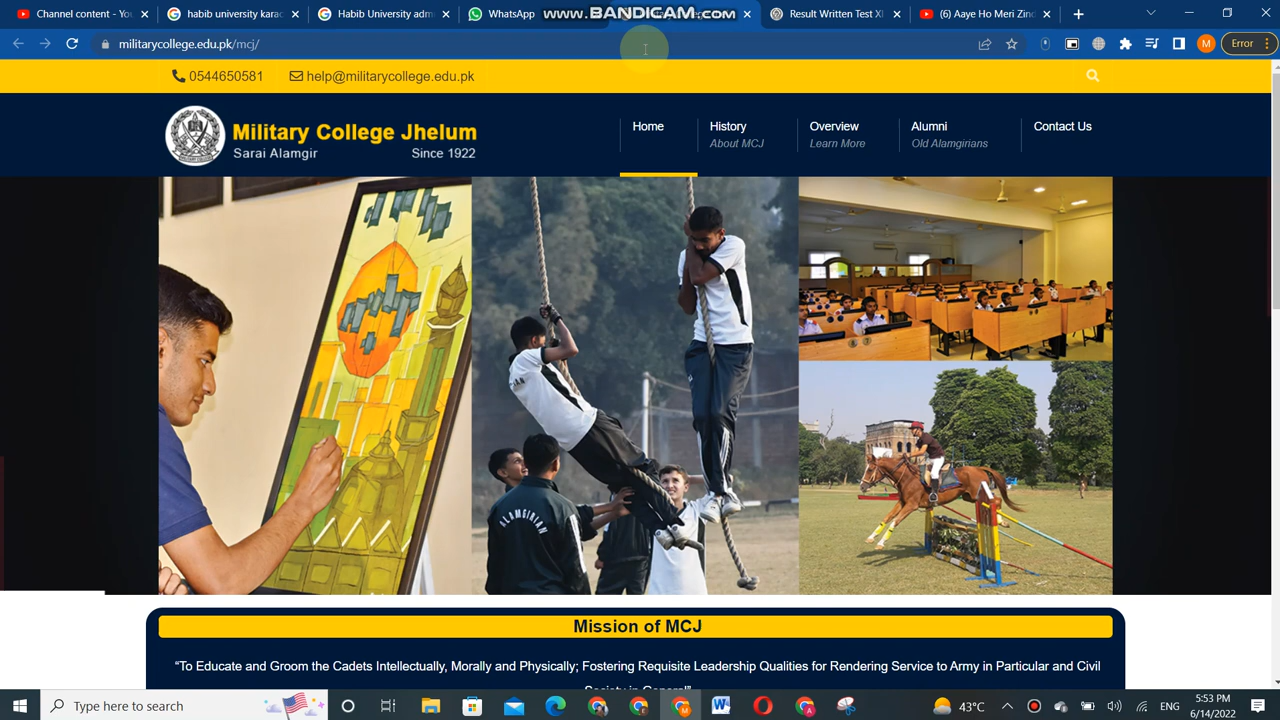 Channel content - You
habib university karac
Habib University adm
WhatsApp
www.BANDICAM.com
Result Written Test XI
(6) Aaye Ho Meri Zind
militarycollege.edu.pk/mcj/
M
Error
0544650581
help@militarycollege.edu.pk
Military College Jhelum
Sarai Alamgir
Since 1922
Home
History
About MCJ
Overview
Learn More
Alumni
Old Alamgirians
Contact Us
ALAMGIRIAN
Mission of MCJ
“To Educate and Groom the Cadets Intellectually, Morally and Physically; Fostering Requisite Leadership Qualities for Rendering Service to Army in Particular and Civil
Society in General”
Type here to search
43°C
ENG
5:53 PM
6/14/2022